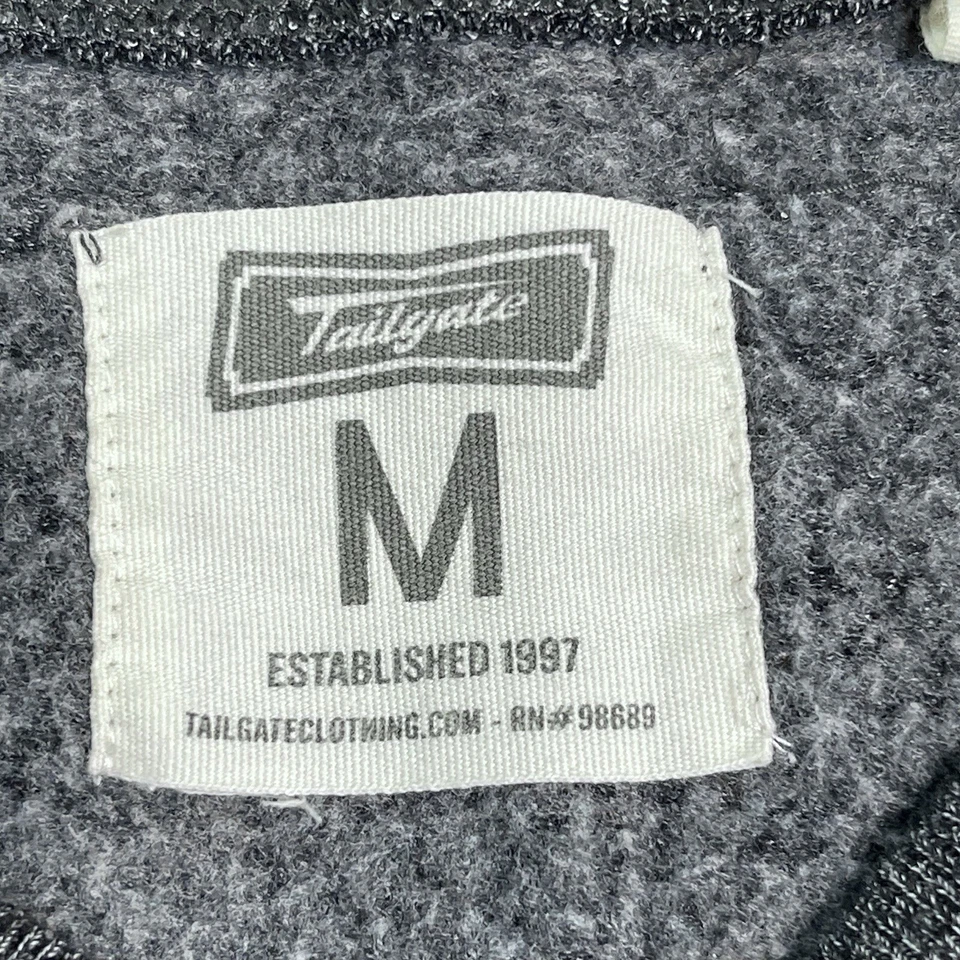 Tailgate
M
ESTABLISHED 1997
TAILGATECLOTHING.COM - RN# 98689